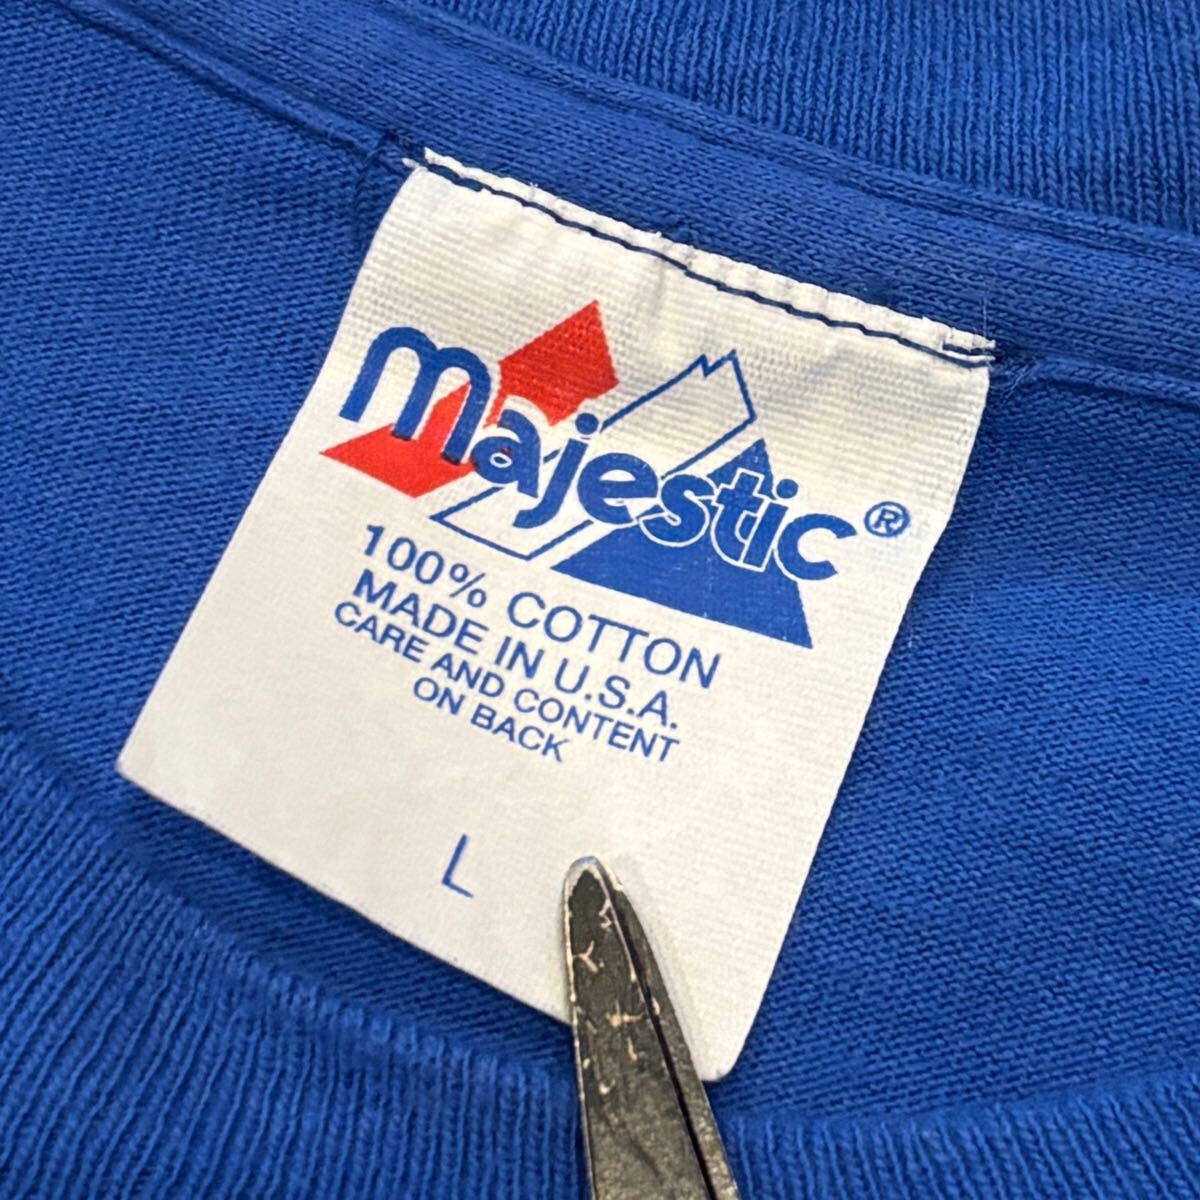 majestic®
100% COTTON
MADE IN U.S.A.
CARE AND CONTENT
ON BACK
L